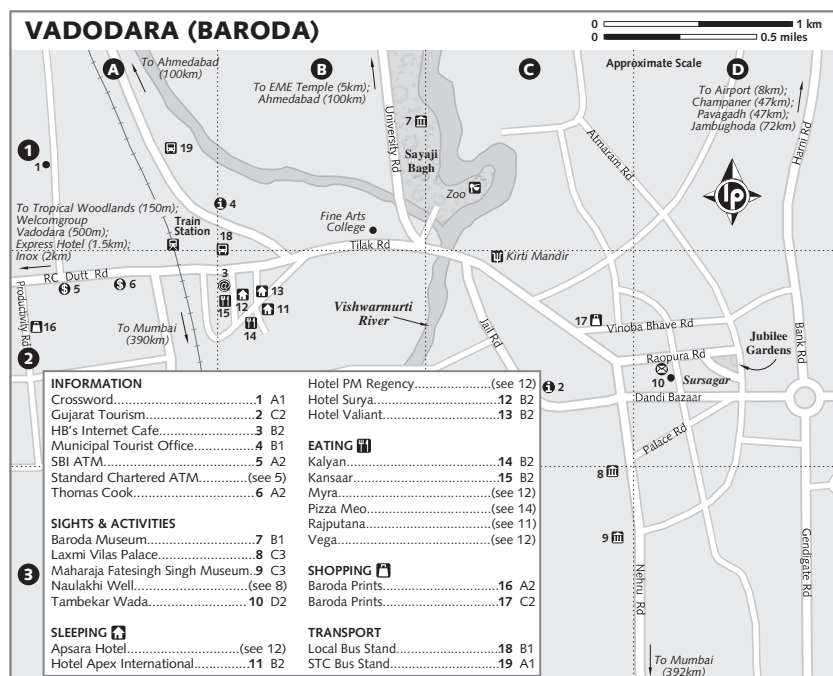 VADODARA (BARODA)
0 1 km
0 0.5 miles
Approximate Scale
A
B
C
D
1
2
3
To Ahmedabad
(100km)
To EME Temple (5km);
Ahmedabad (100km)
To Airport (8km);
Champaner (47km);
Pavagadh (47km);
Jambughoda (72km)
University Rd
7
Sayaji
Bagh
Zoo
Atmaram Rd
Harni Rd
lp
19
1
4
To Tropical Woodlands (150m);
Welcomgroup
Vadodara (500m);
Express Hotel (1.5km);
Inox (2km)
Train
Station
18
Fine Arts
College
Tilak Rd
Kirti Mandir
RC Dutt Rd
$ 5
$ 6
3
@
15
12
13
11
14
Productivity Rd
16
To Mumbai
(390km)
Vishwarmurti
River
Jail Rd
17
Vinoba Bhave Rd
Raopura Rd
10
Sursagar
Dandi Bazaar
Jubilee
Gardens
Bank Rd
2
Palace Rd
8
9
Nehru Rd
Gendigate Rd
To Mumbai
(392km)
INFORMATION
Crossword...1 A1
Gujarat Tourism...2 C2
HB's Internet Cafe...3 B2
Municipal Tourist Office...4 B1
SBI ATM...5 A2
Standard Chartered ATM...(see 5)
Thomas Cook...6 A2
SIGHTS & ACTIVITIES
Baroda Museum...7 B1
Laxmi Vilas Palace...8 C3
Maharaja Fatesingh Singh Museum..9 C3
Naulakhi Well...(see 8)
Tambekar Wada...10 D2
SLEEPING
Apsara Hotel...(see 12)
Hotel Apex International...11 B2
Hotel PM Regency...(see 12)
Hotel Surya...12 B2
Hotel Valiant...13 B2
EATING
Kalyan...14 B2
Kansaar...15 B2
Myra...(see 12)
Pizza Meo...(see 14)
Rajputana...(see 11)
Vega...(see 12)
SHOPPING
Baroda Prints...16 A2
Baroda Prints...17 C2
TRANSPORT
Local Bus Stand...18 B1
STC Bus Stand...19 A1